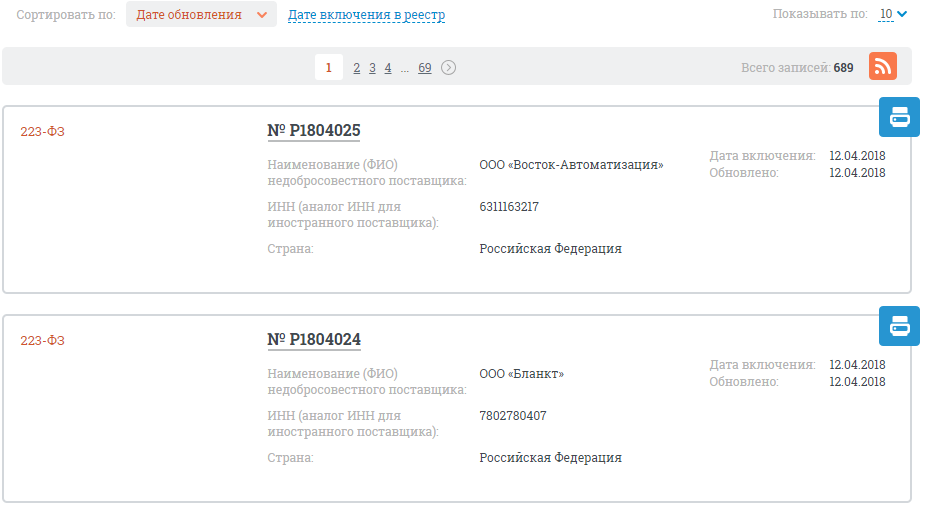 Сортировать по: Дате обновления Дате включения в реестр Показывать по: 10
1 2 3 4 ... 69 Всего записей: 689
223-ФЗ № Р1804025
Наименование (ФИО) недобросовестного поставщика: ООО «Восток-Автоматизация» Дата включения: 12.04.2018
Обновлено: 12.04.2018
ИНН (аналог ИНН для иностранного поставщика): 6311163217
Страна: Российская Федерация
223-ФЗ № Р1804024
Наименование (ФИО) недобросовестного поставщика: ООО «Бланкт» Дата включения: 12.04.2018
Обновлено: 12.04.2018
ИНН (аналог ИНН для иностранного поставщика): 7802780407
Страна: Российская Федерация